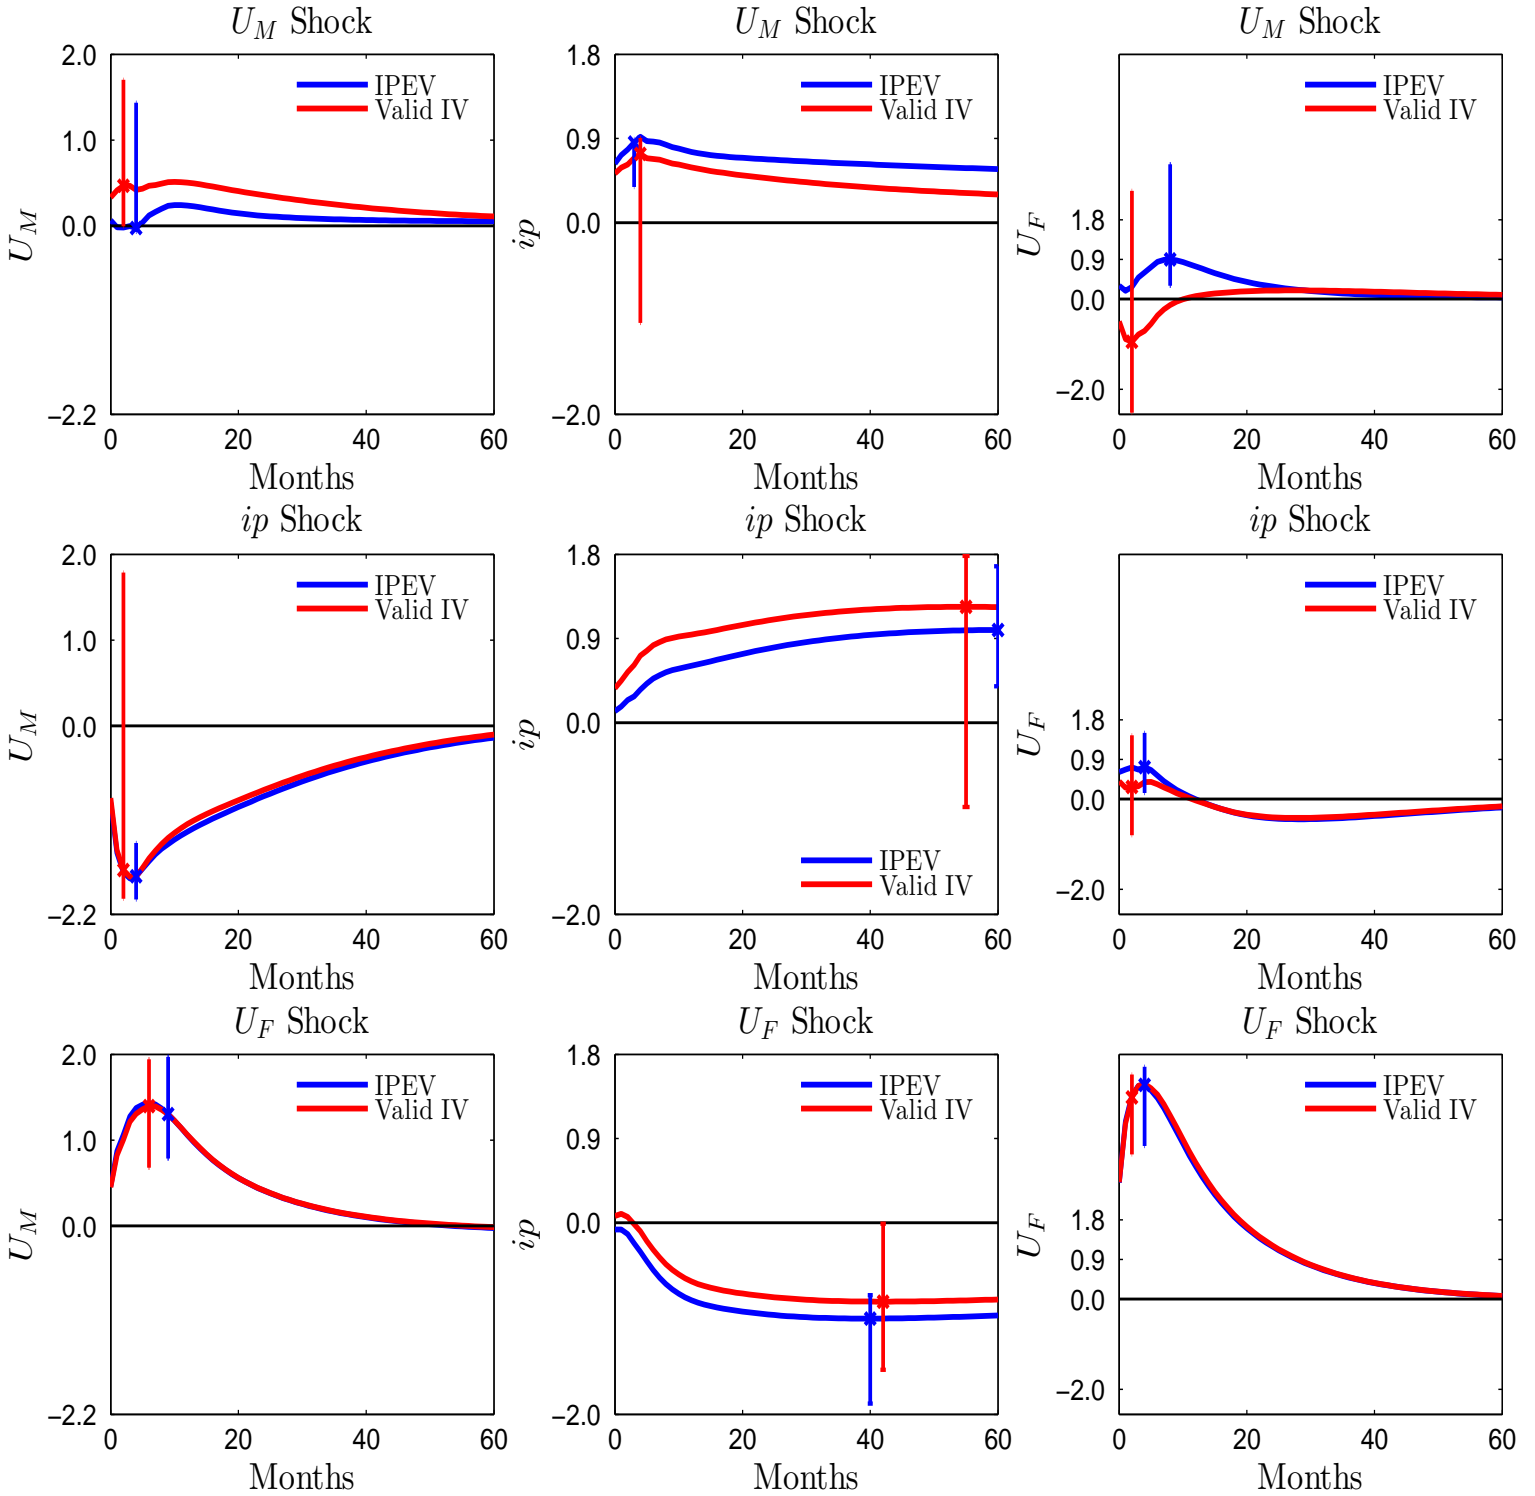 U_M Shock
2.0
1.0
0.0
−2.2
U_M
IPEV
Valid IV
0 20 40 60
Months
U_M Shock
1.8
0.9
0.0
−2.0
ip
IPEV
Valid IV
0 20 40 60
Months
U_M Shock
1.8
0.9
0.0
−2.0
U_F
IPEV
Valid IV
0 20 40 60
Months
ip Shock
2.0
1.0
0.0
−2.2
U_M
IPEV
Valid IV
0 20 40 60
Months
ip Shock
1.8
0.9
0.0
−2.0
ip
IPEV
Valid IV
0 20 40 60
Months
ip Shock
1.8
0.9
0.0
−2.0
U_F
IPEV
Valid IV
0 20 40 60
Months
U_F Shock
2.0
1.0
0.0
−2.2
U_M
IPEV
Valid IV
0 20 40 60
Months
U_F Shock
1.8
0.9
0.0
−2.0
ip
IPEV
Valid IV
0 20 40 60
Months
U_F Shock
1.8
0.9
0.0
−2.0
U_F
IPEV
Valid IV
0 20 40 60
Months